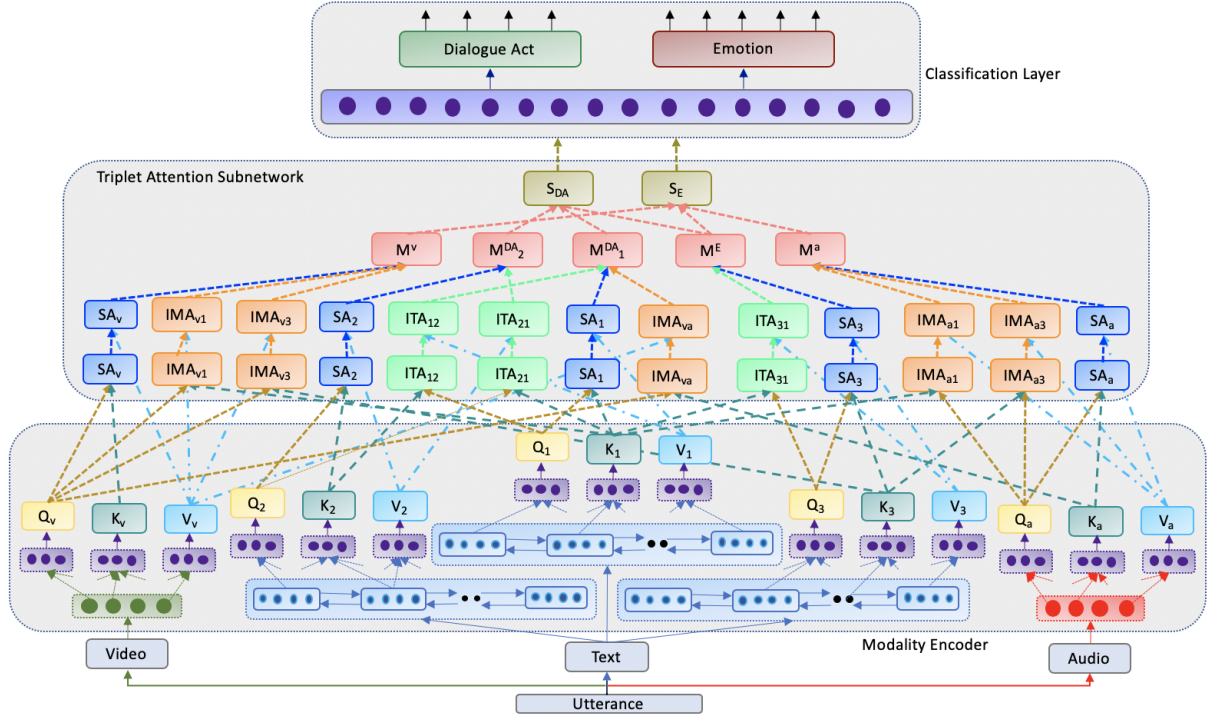 Dialogue Act Emotion
Classification Layer
Triplet Attention Subnetwork
S_DA S_E
M^v M^DA_2 M^DA_1 M^E M^a
SA_v IMA_v1 IMA_v3 SA_2 ITA_12 ITA_21 SA_1 IMA_va ITA_31 SA_3 IMA_a1 IMA_a3 SA_a
SA_v IMA_v1 IMA_v3 SA_2 ITA_12 ITA_21 SA_1 IMA_va ITA_31 SA_3 IMA_a1 IMA_a3 SA_a
Q_1 K_1 V_1
Q_v K_v V_v Q_2 K_2 V_2 Q_3 K_3 V_3 Q_a K_a V_a
Modality Encoder
Video Text Audio
Utterance